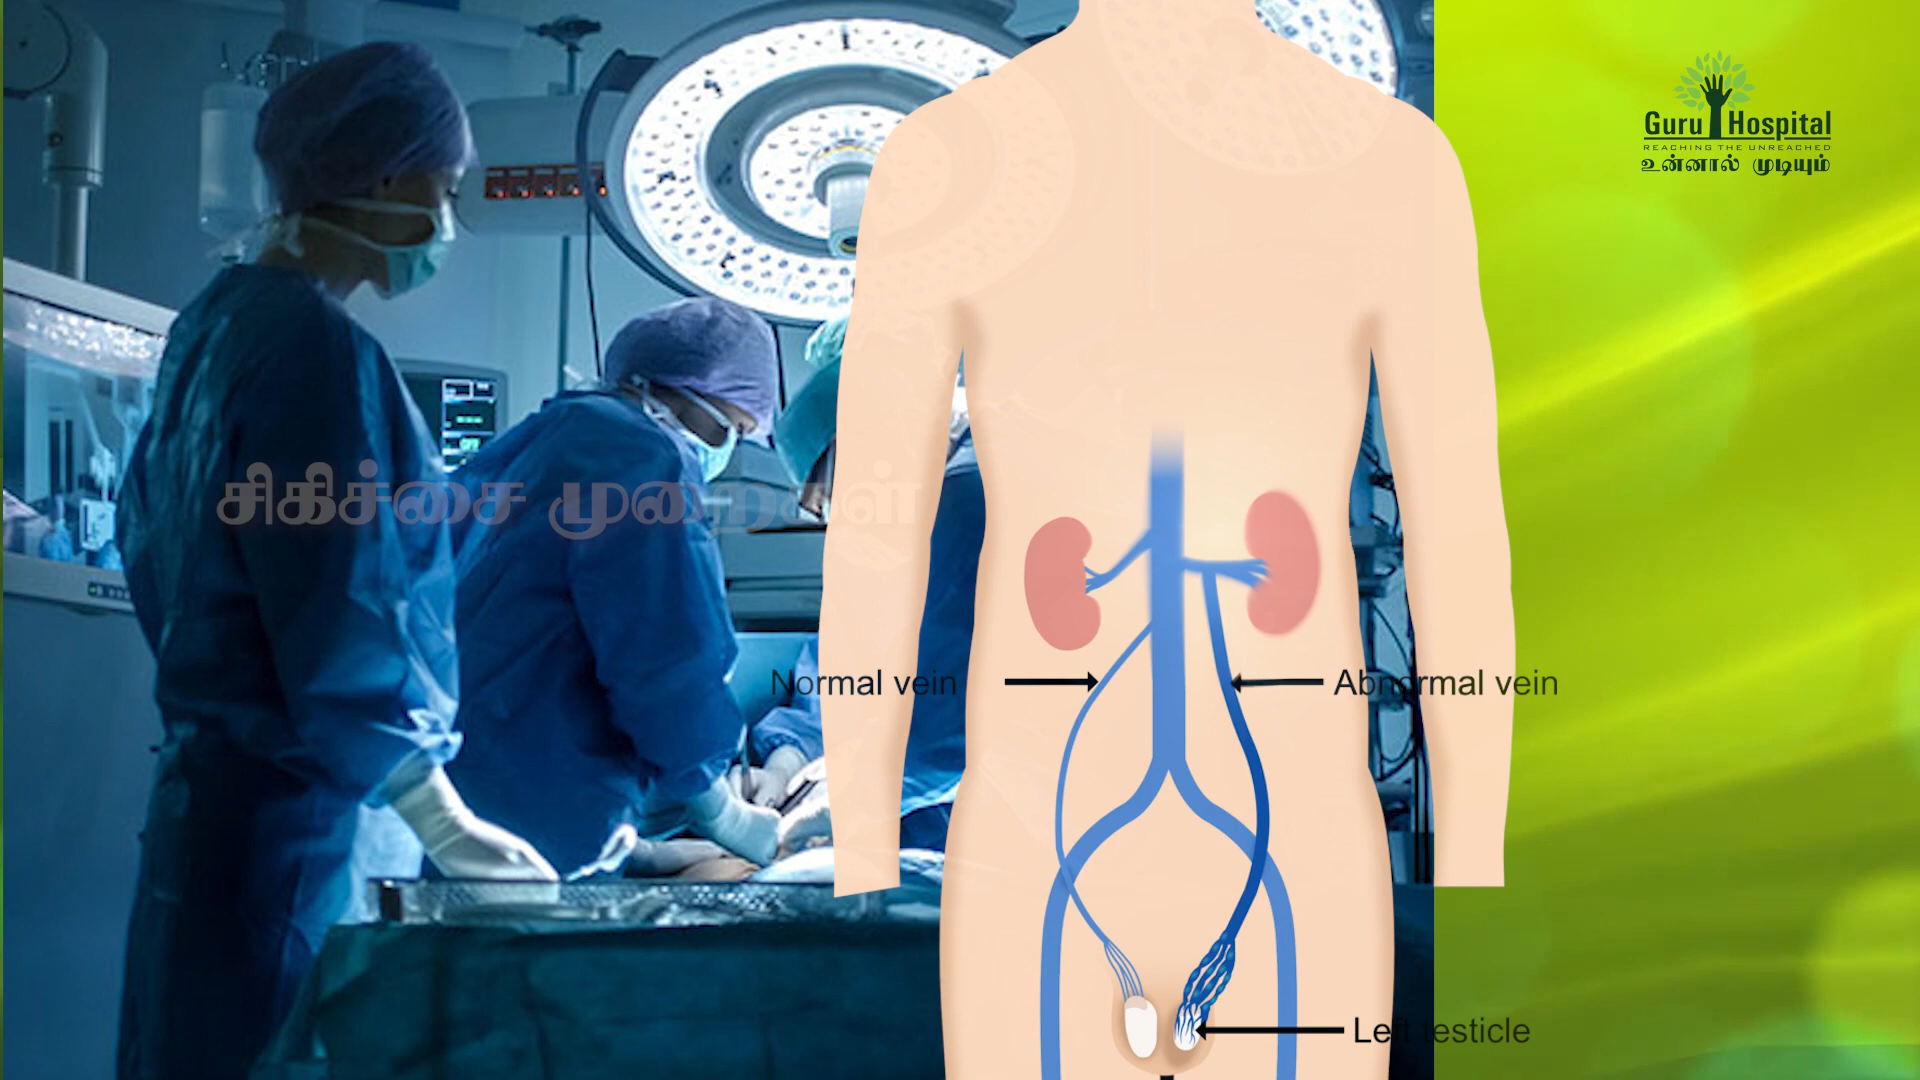 Guru Hospital
REACHING THE UNREACHED
உன்னால் முடியும்
சிகிச்சை முறைகள்
Normal vein
Abnormal vein
Left testicle